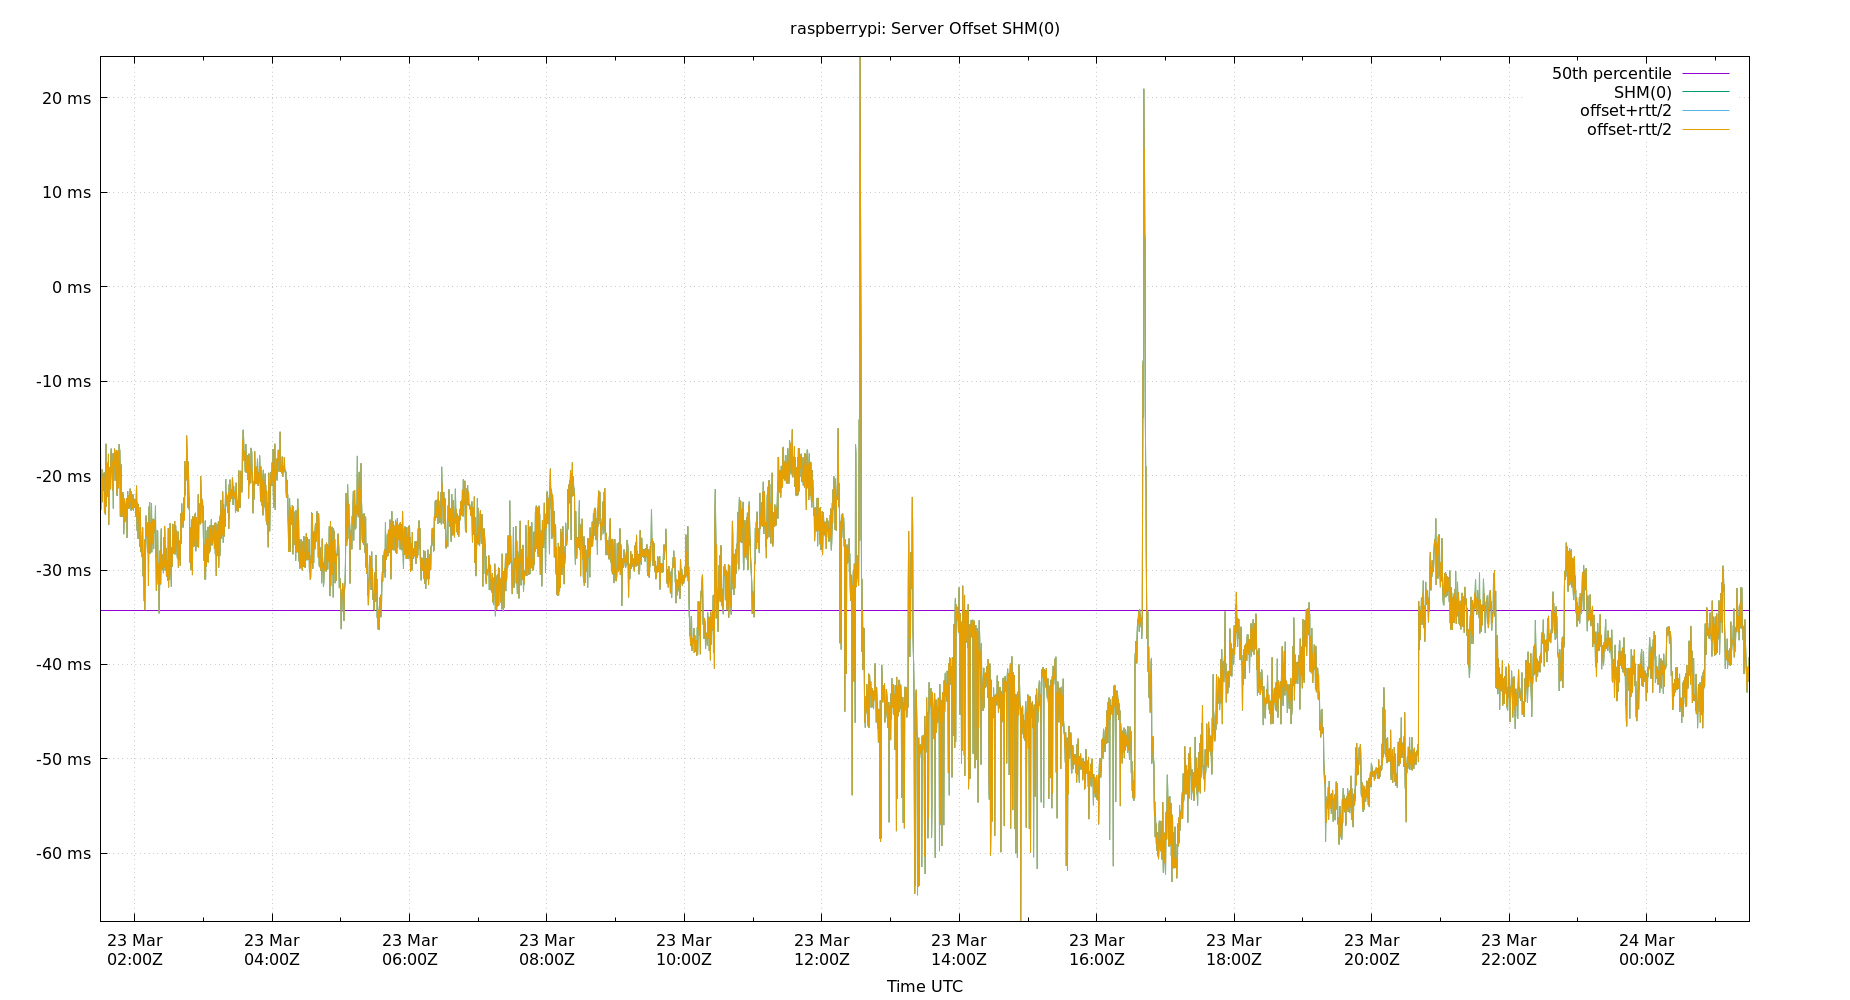 raspberrypi: Server Offset SHM(0)
50th percentile
SHM(0)
offset+rtt/2
offset-rtt/2
20 ms
10 ms
0 ms
-10 ms
-20 ms
-30 ms
-40 ms
-50 ms
-60 ms
23 Mar 23 Mar 23 Mar 23 Mar 23 Mar 23 Mar 23 Mar 23 Mar 23 Mar 23 Mar 23 Mar 24 Mar
02:00Z 04:00Z 06:00Z 08:00Z 10:00Z 12:00Z 14:00Z 16:00Z 18:00Z 20:00Z 22:00Z 00:00Z
Time UTC